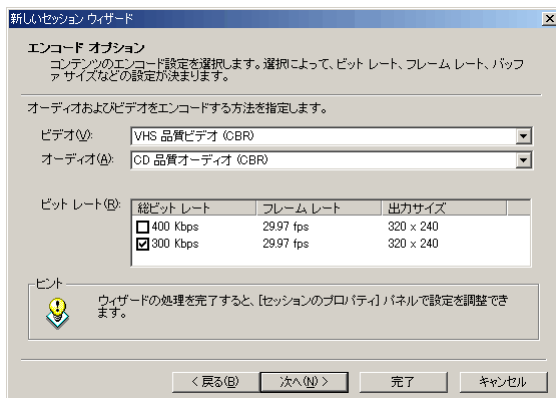 新しいセッション ウィザード
エンコード オプション
コンテンツのエンコード設定を選択します。選択によって、ビット レート、フレーム レート、バッフ
ァ サイズなどの設定が決まります。
オーディオおよびビデオをエンコードする方法を指定します。
ビデオ(V): VHS 品質ビデオ (CBR)
オーディオ(A): CD 品質オーディオ (CBR)
ビット レート(R): 総ビット レート フレーム レート 出力サイズ
400 Kbps 29.97 fps 320 x 240
300 Kbps 29.97 fps 320 x 240
ヒント
ウィザードの処理を完了すると、[セッションのプロパティ] パネルで設定を調整でき
ます。
< 戻る(B) 次へ(N) > 完了 キャンセル